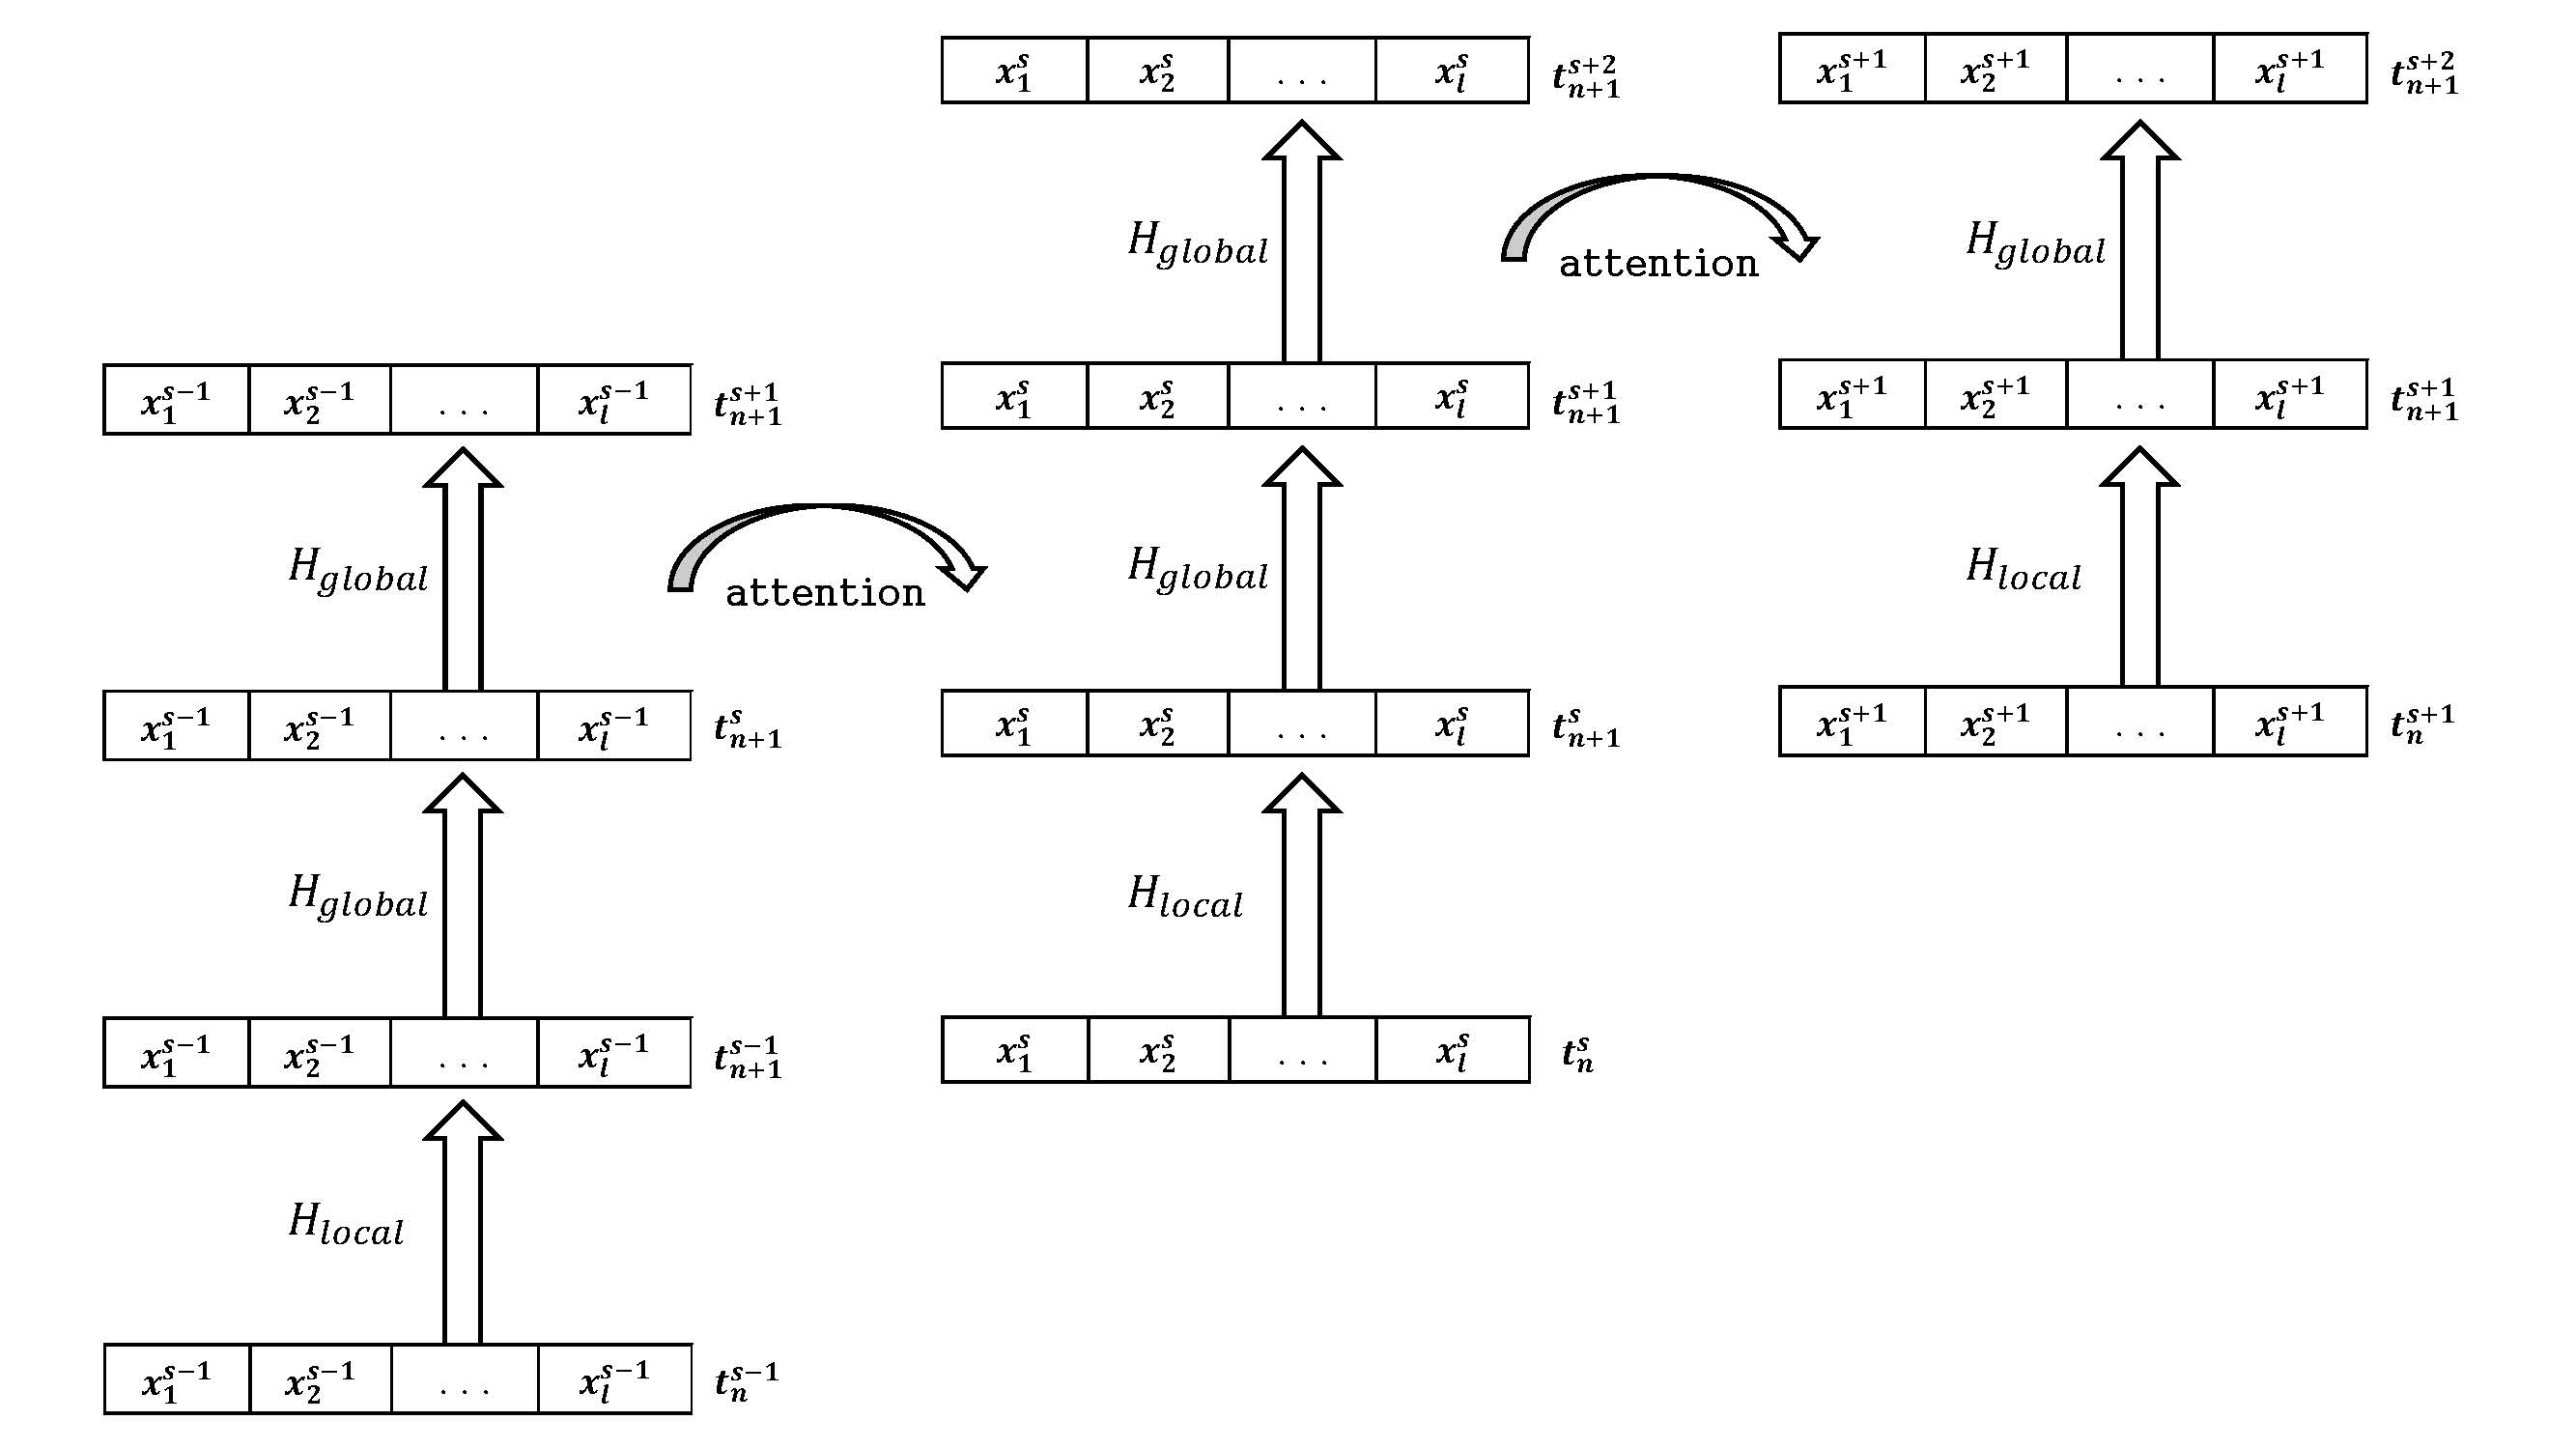 x_1^s x_2^s . . . x_l^s t_{n+1}^{s+2}
x_1^{s+1} x_2^{s+1} . . . x_l^{s+1} t_{n+1}^{s+2}
H_{global}
attention
H_{global}
x_1^{s-1} x_2^{s-1} . . . x_l^{s-1} t_{n+1}^{s+1}
x_1^s x_2^s . . . x_l^s t_{n+1}^{s+1}
x_1^{s+1} x_2^{s+1} . . . x_l^{s+1} t_{n+1}^{s+1}
H_{global}
attention
H_{global}
H_{local}
x_1^{s-1} x_2^{s-1} . . . x_l^{s-1} t_{n+1}^s
x_1^s x_2^s . . . x_l^s t_{n+1}^s
x_1^{s+1} x_2^{s+1} . . . x_l^{s+1} t_n^{s+1}
H_{global}
H_{local}
x_1^{s-1} x_2^{s-1} . . . x_l^{s-1} t_{n+1}^{s-1}
x_1^s x_2^s . . . x_l^s t_n^s
H_{local}
x_1^{s-1} x_2^{s-1} . . . x_l^{s-1} t_n^{s-1}